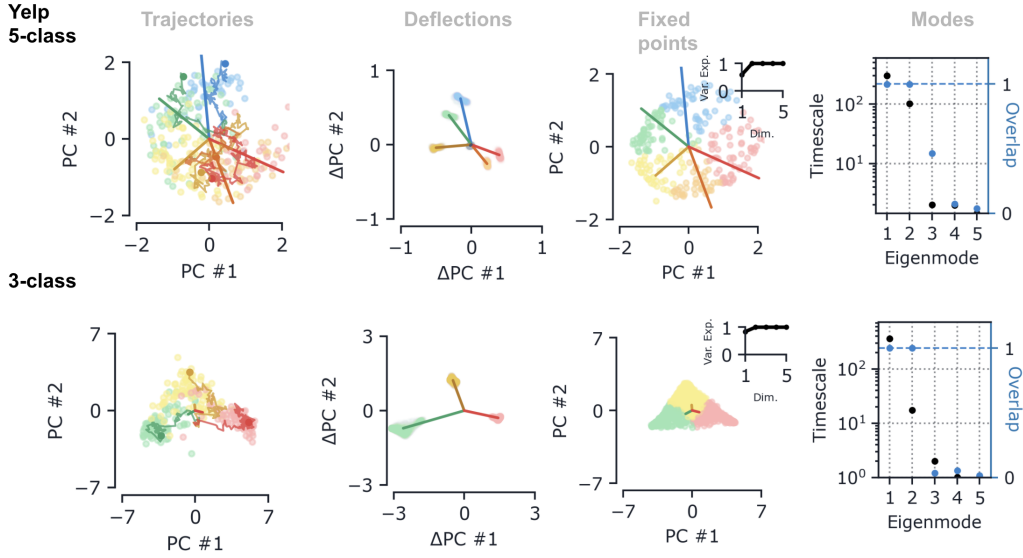 Yelp
5-class
Trajectories
Deflections
Fixed
points
Modes
2
0
−2
PC #2
−2
0
2
PC #1
1
0
−1
ΔPC #2
−1
0
1
ΔPC #1
2
0
−2
PC #2
−2
0
2
PC #1
Var. Exp.
1
0
1
5
Dim.
Timescale
10²
10¹
1
0
Overlap
1
2
3
4
5
Eigenmode
3-class
7
0
−7
PC #2
−7
0
7
PC #1
3
0
−3
ΔPC #2
−3
0
3
ΔPC #1
7
0
−7
PC #2
−7
0
7
PC #1
Var. Exp.
1
0
1
5
Dim.
Timescale
10²
10¹
10⁰
1
0
Overlap
1
2
3
4
5
Eigenmode